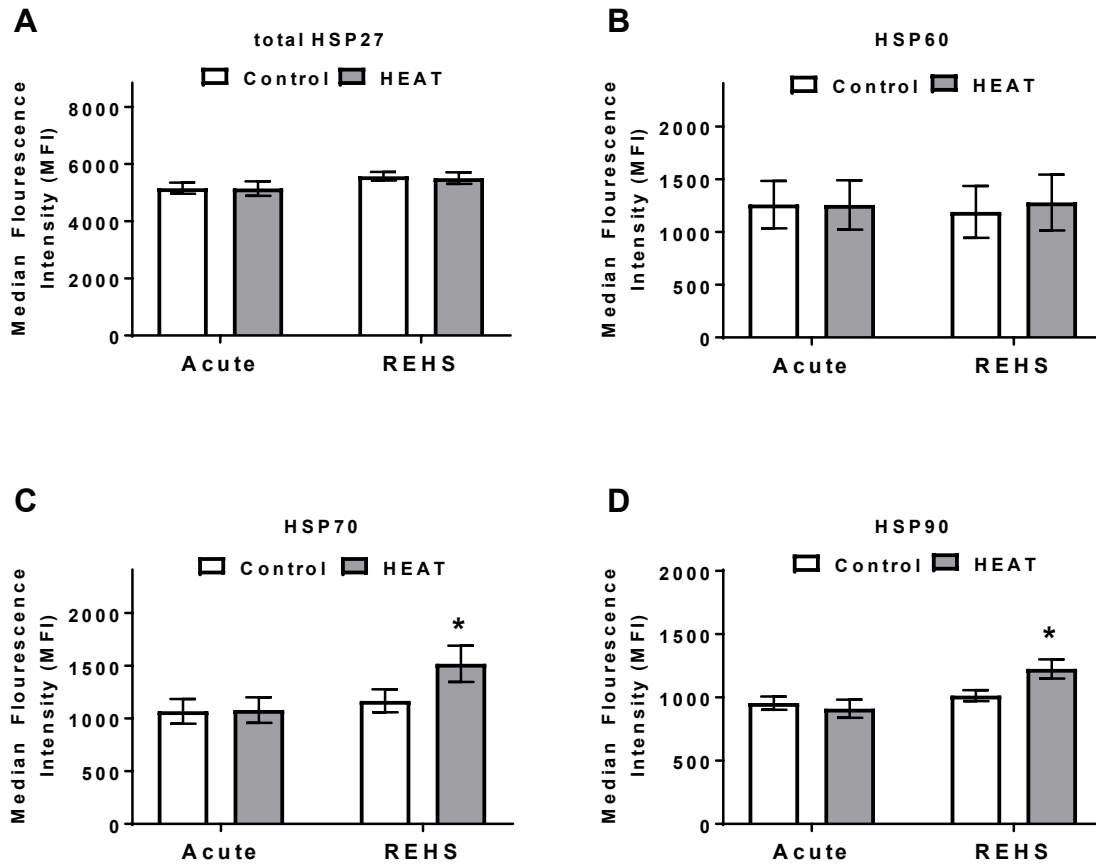 A
total HSP27
Control HEAT
Median Flourescence
Intensity (MFI)
8000
6000
4000
2000
0
Acute REHS
B
HSP60
Control HEAT
Median Flourescence
Intensity (MFI)
2000
1500
1000
500
0
Acute REHS
C
HSP70
Control HEAT
Median Flourescence
Intensity (MFI)
2000
1500
1000
500
0
*
Acute REHS
D
HSP90
Control HEAT
Median Flourescence
Intensity (MFI)
2000
1500
1000
500
0
*
Acute REHS